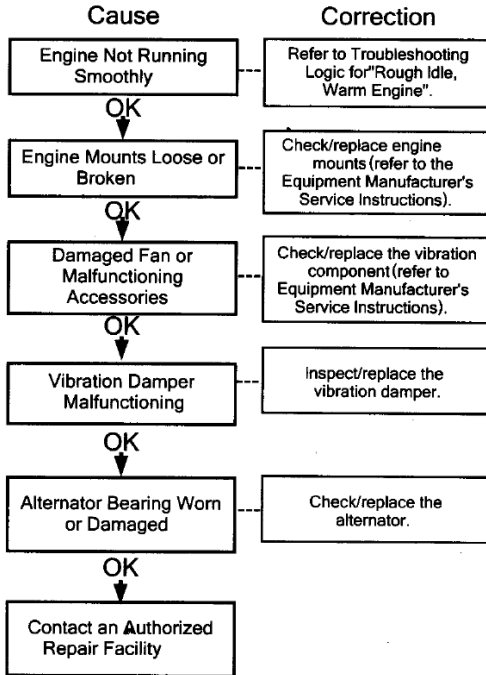 Cause
Correction
Engine Not Running
Smoothly
Refer to Troubleshooting
Logic for"Rough Idle,
Warm Engine".
OK
Engine Mounts Loose or
Broken
Check/replace engine
mounts(refer to the
Equipment Manufacturer's
Service Instructions).
OK
Damaged Fan or
Malfunctioning
Accessories
Check/replace the vibration
component(refer to
Equipment Manufacturer's
Service Instructions).
OK
Vibration Damper
Malfunctioning
Inspect/replace the
vibration damper.
OK
Alternator Bearing Worn
or Damaged
Check/replace the
alternator.
OK
Contact an Authorized
Repair Facility